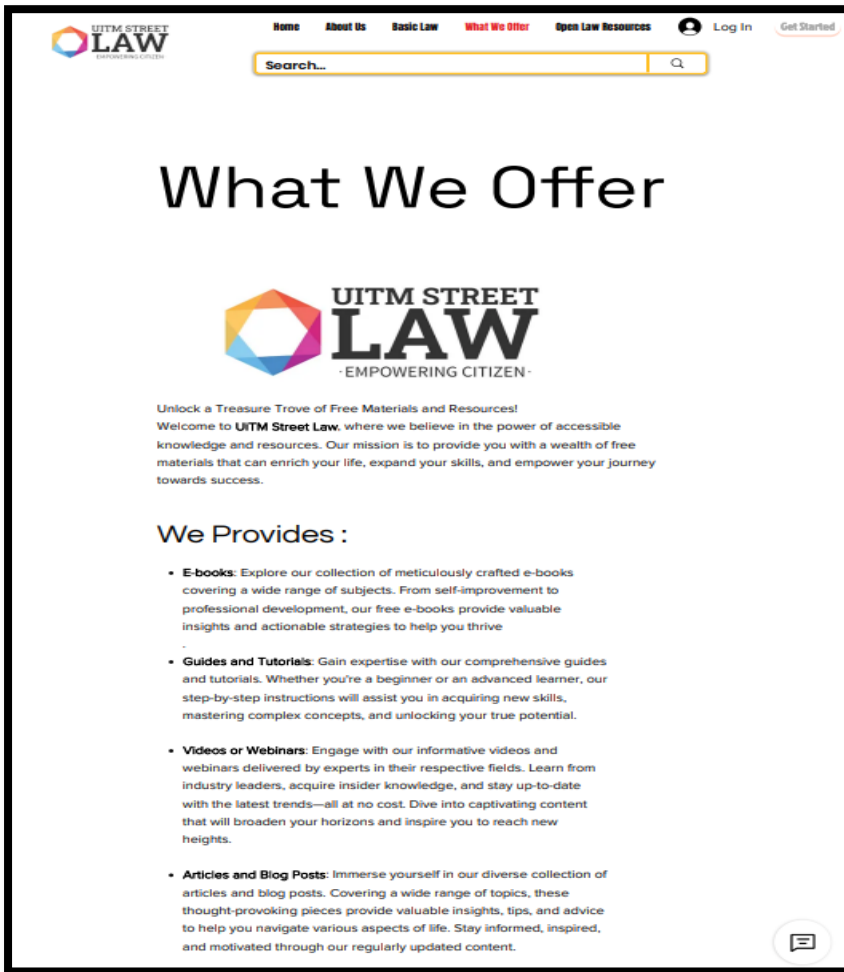 UITM STREET
LAW
EMPOWERING CITIZEN
Home About Us Basic Law What We Offer Open Law Resources Log In Get Started
Search...
What We Offer
UITM STREET
LAW
·EMPOWERING CITIZEN·
Unlock a Treasure Trove of Free Materials and Resources!
Welcome to UiTM Street Law, where we believe in the power of accessible
knowledge and resources. Our mission is to provide you with a wealth of free
materials that can enrich your life, expand your skills, and empower your journey
towards success.
We Provides :
• E-books: Explore our collection of meticulously crafted e-books
covering a wide range of subjects. From self-improvement to
professional development, our free e-books provide valuable
insights and actionable strategies to help you thrive
.
• Guides and Tutorials: Gain expertise with our comprehensive guides
and tutorials. Whether you're a beginner or an advanced learner, our
step-by-step instructions will assist you in acquiring new skills,
mastering complex concepts, and unlocking your true potential.
• Videos or Webinars: Engage with our informative videos and
webinars delivered by experts in their respective fields. Learn from
industry leaders, acquire insider knowledge, and stay up-to-date
with the latest trends—all at no cost. Dive into captivating content
that will broaden your horizons and inspire you to reach new
heights.
• Articles and Blog Posts: Immerse yourself in our diverse collection of
articles and blog posts. Covering a wide range of topics, these
thought-provoking pieces provide valuable insights, tips, and advice
to help you navigate various aspects of life. Stay informed, inspired,
and motivated through our regularly updated content.